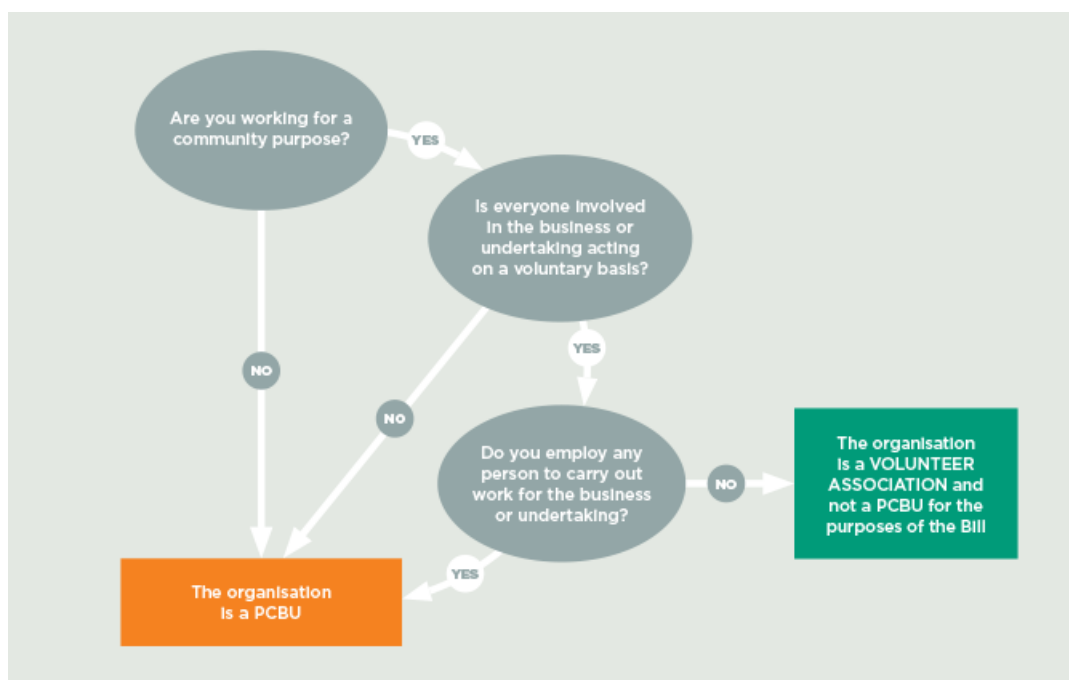 Are you working for a
community purpose?
YES
Is everyone involved
in the business or
undertaking acting
on a voluntary basis?
YES
NO
NO
Do you employ any
person to carry out
work for the business
or undertaking?
NO
The organisation
is a VOLUNTEER
ASSOCIATION and
not a PCBU for the
purposes of the Bill
YES
The organisation
is a PCBU